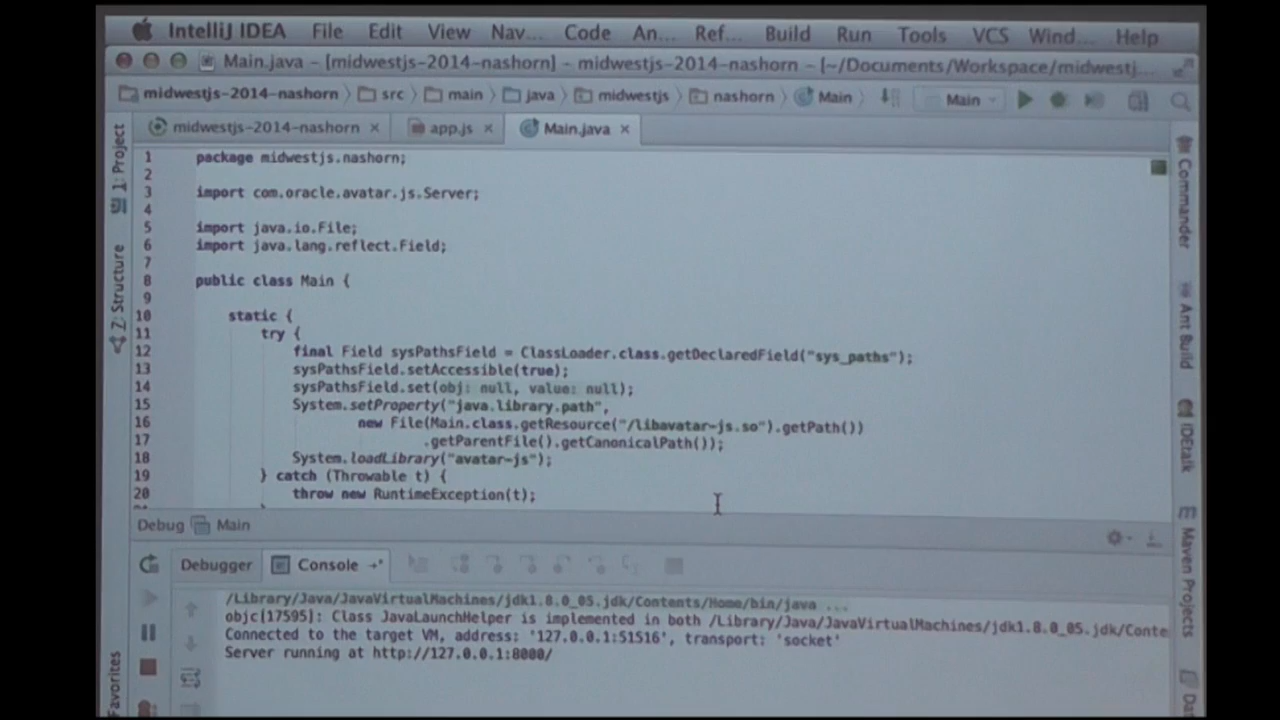 IntelliJ IDEA File Edit View Nav... Code An... Ref... Build Run Tools VCS Wind... Help
Main.java – [midwestjs-2014-nashorn] – midwestjs-2014-nashorn – [~/Documents/Workspace/midwestj...
midwestjs-2014-nashorn src main java midwestjs nashorn Main Main
midwestjs-2014-nashorn app.js Main.java
1: Project
7: Structure
Favorites
1 package midwestjs.nashorn;
2
3 import com.oracle.avatar.js.Server;
4
5 import java.io.File;
6 import java.lang.reflect.Field;
7
8 public class Main {
9
10 static {
11 try {
12 final Field sysPathsField = ClassLoader.class.getDeclaredField("sys_paths");
13 sysPathsField.setAccessible(true);
14 sysPathsField.set(obj: null, value: null);
15 System.setProperty("java.library.path",
16 new File(Main.class.getResource("/libavatar-js.so").getPath())
17 .getParentFile().getCanonicalPath());
18 System.loadLibrary("avatar-js");
19 } catch (Throwable t) {
20 throw new RuntimeException(t);
Commander
Ant Build
IDEtalk
Maven Projects
Debug Main
Debugger Console
/Library/Java/JavaVirtualMachines/jdk1.8.0_05.jdk/Contents/Home/bin/java ...
objc[17595]: Class JavaLaunchHelper is implemented in both /Library/Java/JavaVirtualMachines/jdk1.8.0_05.jdk/Conte
Connected to the target VM, address: '127.0.0.1:51516', transport: 'socket'
Server running at http://127.0.0.1:8000/